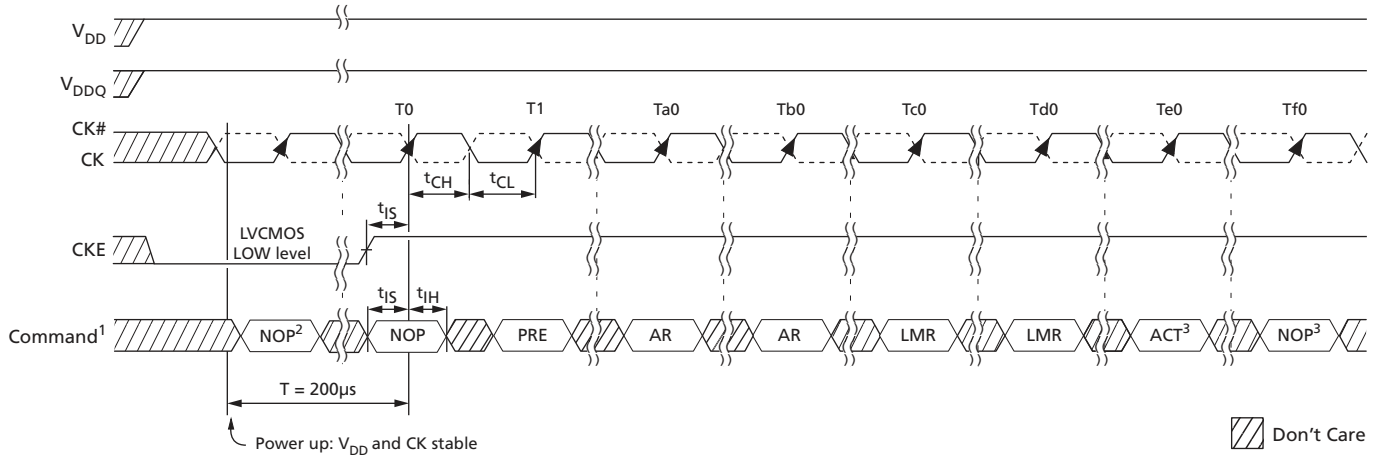 VDD
VDDQ
T0 T1 Ta0 Tb0 Tc0 Td0 Te0 Tf0
CK#
CK
tCH tCL
tIS
LVCMOS
LOW level
CKE
tIS tIH
Command1 NOP2 NOP PRE AR AR LMR LMR ACT3 NOP3
T = 200µs
Power up: VDD and CK stable
Don't Care